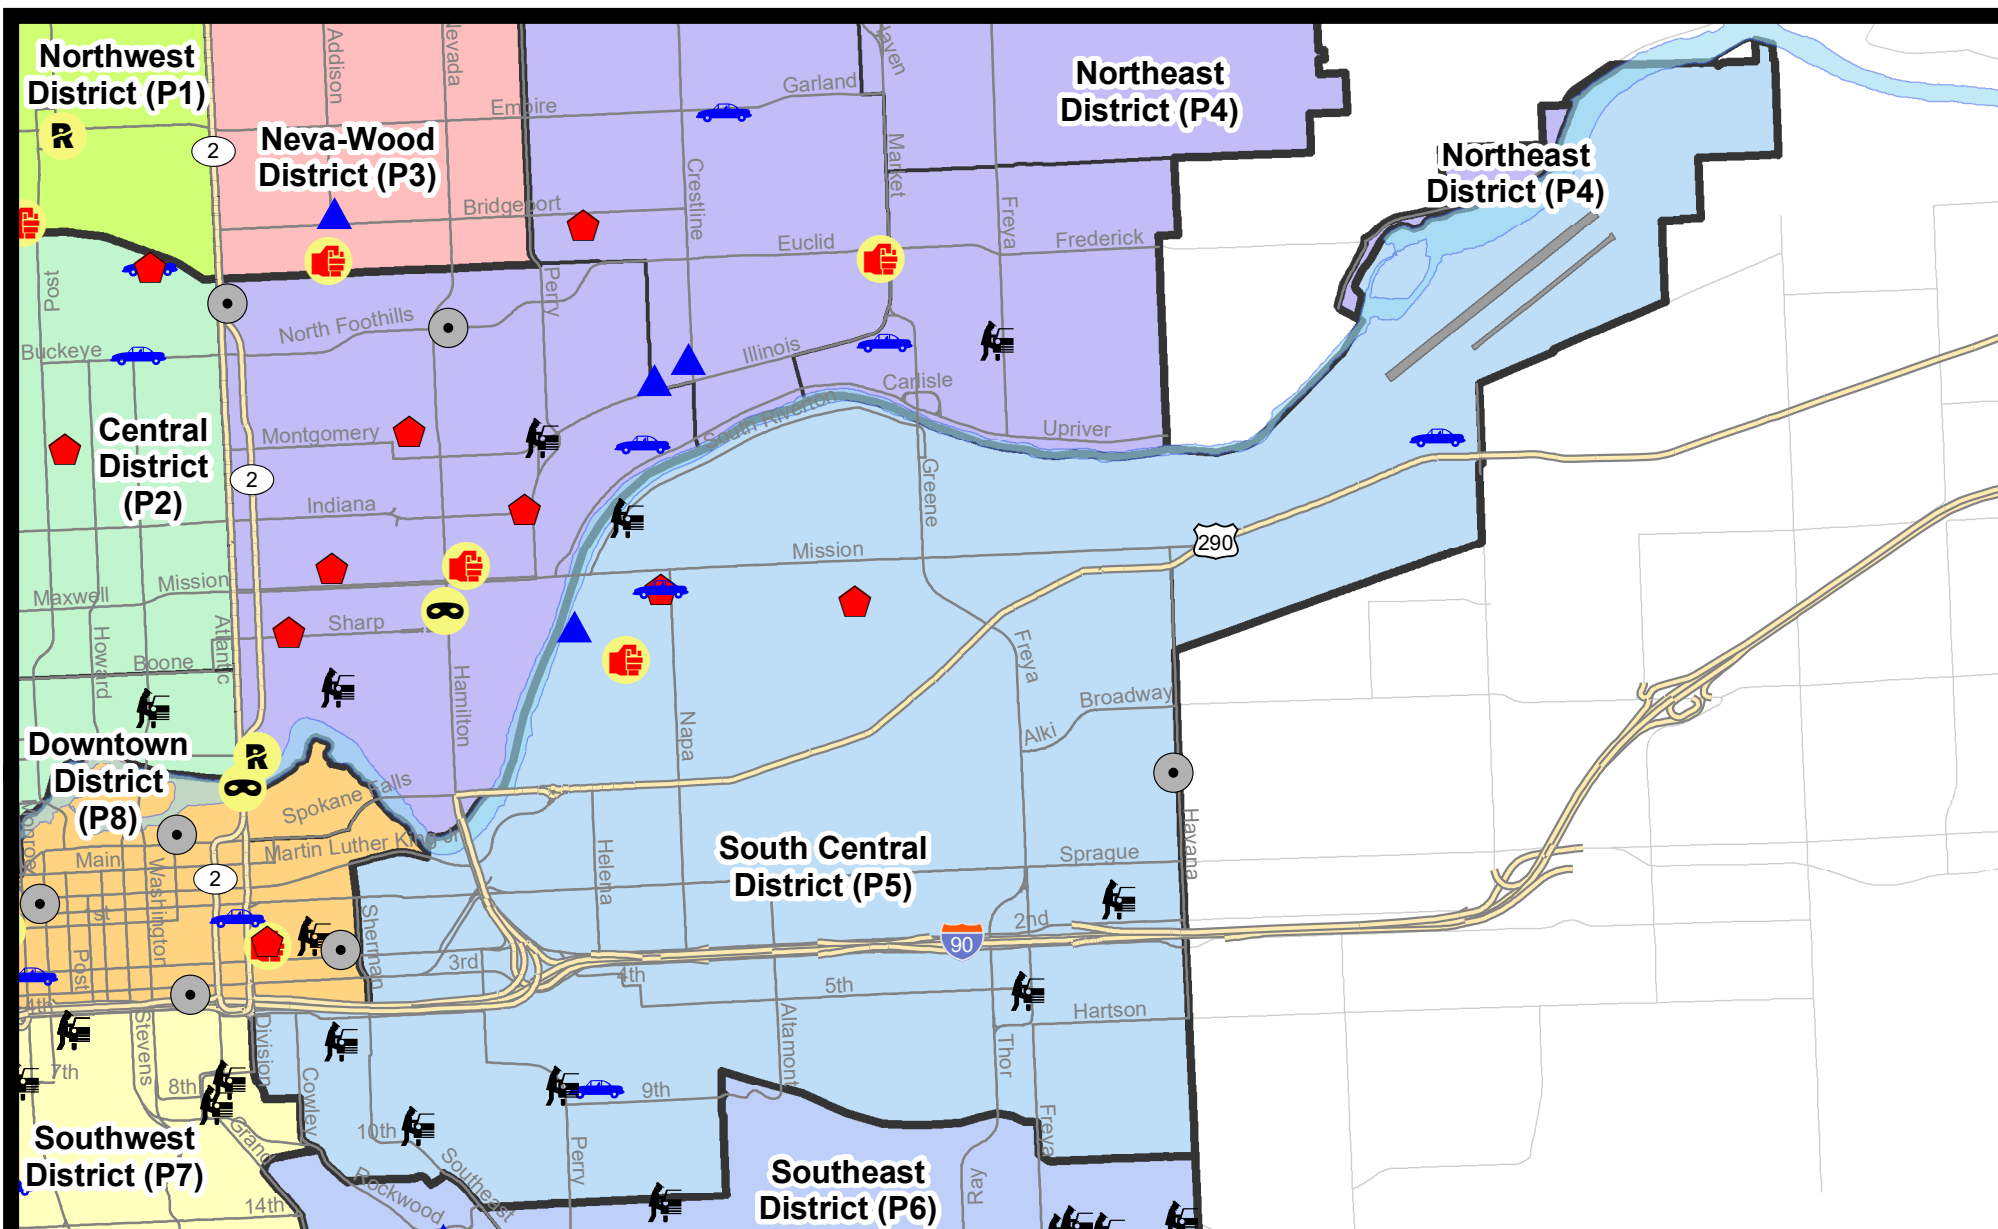 Northwest
District (P1)
Neva-Wood
District (P3)
Northeast
District (P4)
Northeast
District (P4)
Central
District
(P2)
Downtown
District
(P8)
South Central
District (P5)
Southwest
District (P7)
Southeast
District (P6)
Addison
Nevada
Empire
Garland
Haven
Market
Crestline
Bridgeport
Euclid
Freya
Frederick
2
Post
Buckeye
North Foothills
Perry
Illinois
Carlisle
South Riverton
Upriver
Montgomery
2
Indiana
Greene
Mission
290
Mission
Maxwell
Sharp
Howard
Atlantic
Boone
Hamilton
Napa
Freya
Broadway
Alki
Spokane Falls
Martin Luther King Jr
Monroe
Main
Washington
2
1st
Post
Helena
Sprague
Havana
Sherman
2nd
90
3rd
4th
5th
4th
Stevens
Division
Altamont
Hartson
Thor
7th
8th
Cowley
9th
Grand
10th
Perry
Freya
Southeast
Rockwood
Ray
14th